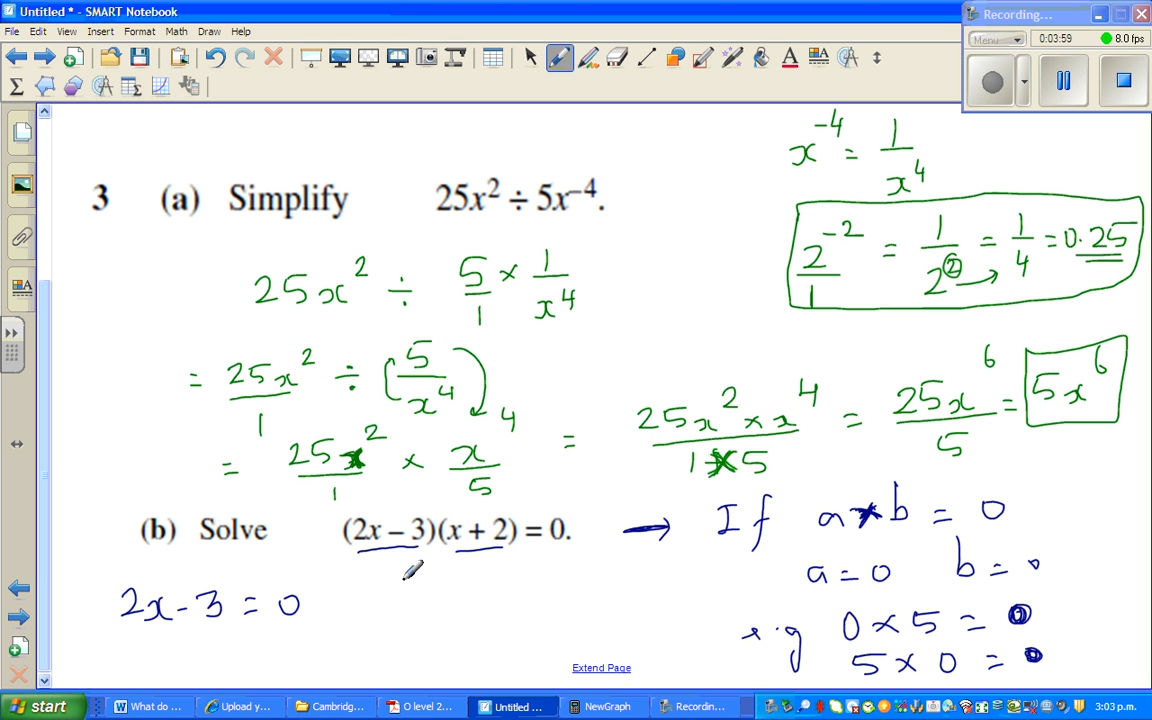 Untitled * - SMART Notebook
Recording...
File Edit View Insert Format Math Draw Help
Menu 0:03:59 8.0 fps
x^-4 = 1/x^4
3 (a) Simplify 25x² ÷ 5x⁻⁴.
2^-2/1 = 1/2^2 = 1/4 = 0.25
25x² ÷ 5/1 × 1/x⁴
= 25x²/1 ÷ (5/x⁴)
= 25x²/1 × x⁴/5 = 25x² × x⁴/1×5 = 25x⁶/5 = 5x⁶
(b) Solve (2x – 3)(x + 2) = 0. → If a × b = 0
a = 0 b = 0
2x - 3 = 0
e.g 0 × 5 = 0
5 × 0 = 0
Extend Page
start What do ... Upload y... Cambridg... O level 2... Untitled ... NewGraph Recordin... 3:03 p.m.